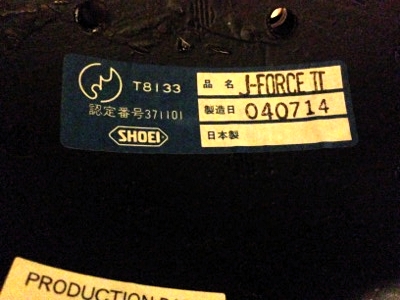 T8133
認定番号371101
SHOEI
品名 J-FORCE II
製造日 040714
日本製
PRODUCTION